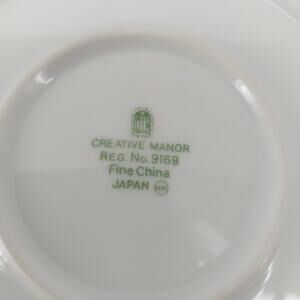 CREATIVE MANOR
REG. No. 9169
Fine China
JAPAN